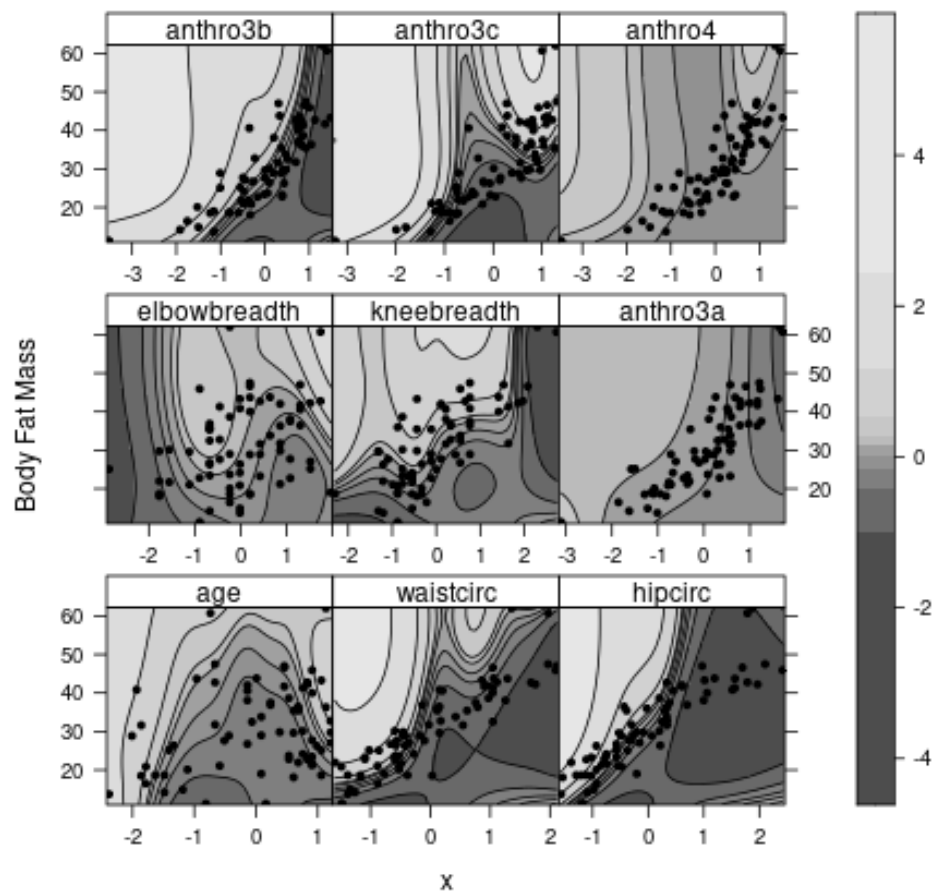 anthro3b anthro3c anthro4
60
50
40
30
20
-3 -2 -1 0 1 -3 -2 -1 0 1 -2 -1 0 1
elbowbreadth kneebreadth anthro3a
60
50
40
30
20
-2 -1 0 1 -2 -1 0 1 2 -3 -2 -1 0 1
age waistcirc hipcirc
60
50
40
30
20
-2 -1 0 1 -1 0 1 2 -1 0 1 2
x
Body Fat Mass
4
2
0
-2
-4